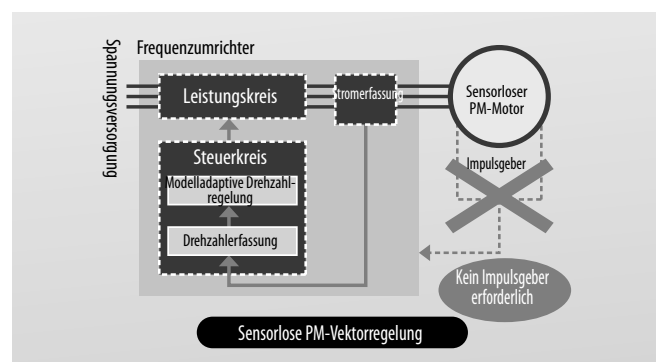 Spannungsversorgung
Frequenzumrichter
Leistungskreis
Stromerfassung
Sensorloser
PM-Motor
Steuerkreis
Modelladaptive Drehzahl-
regelung
Drehzahlerfassung
Impulsgeber
Kein Impulsgeber
erforderlich
Sensorlose PM-Vektorregelung